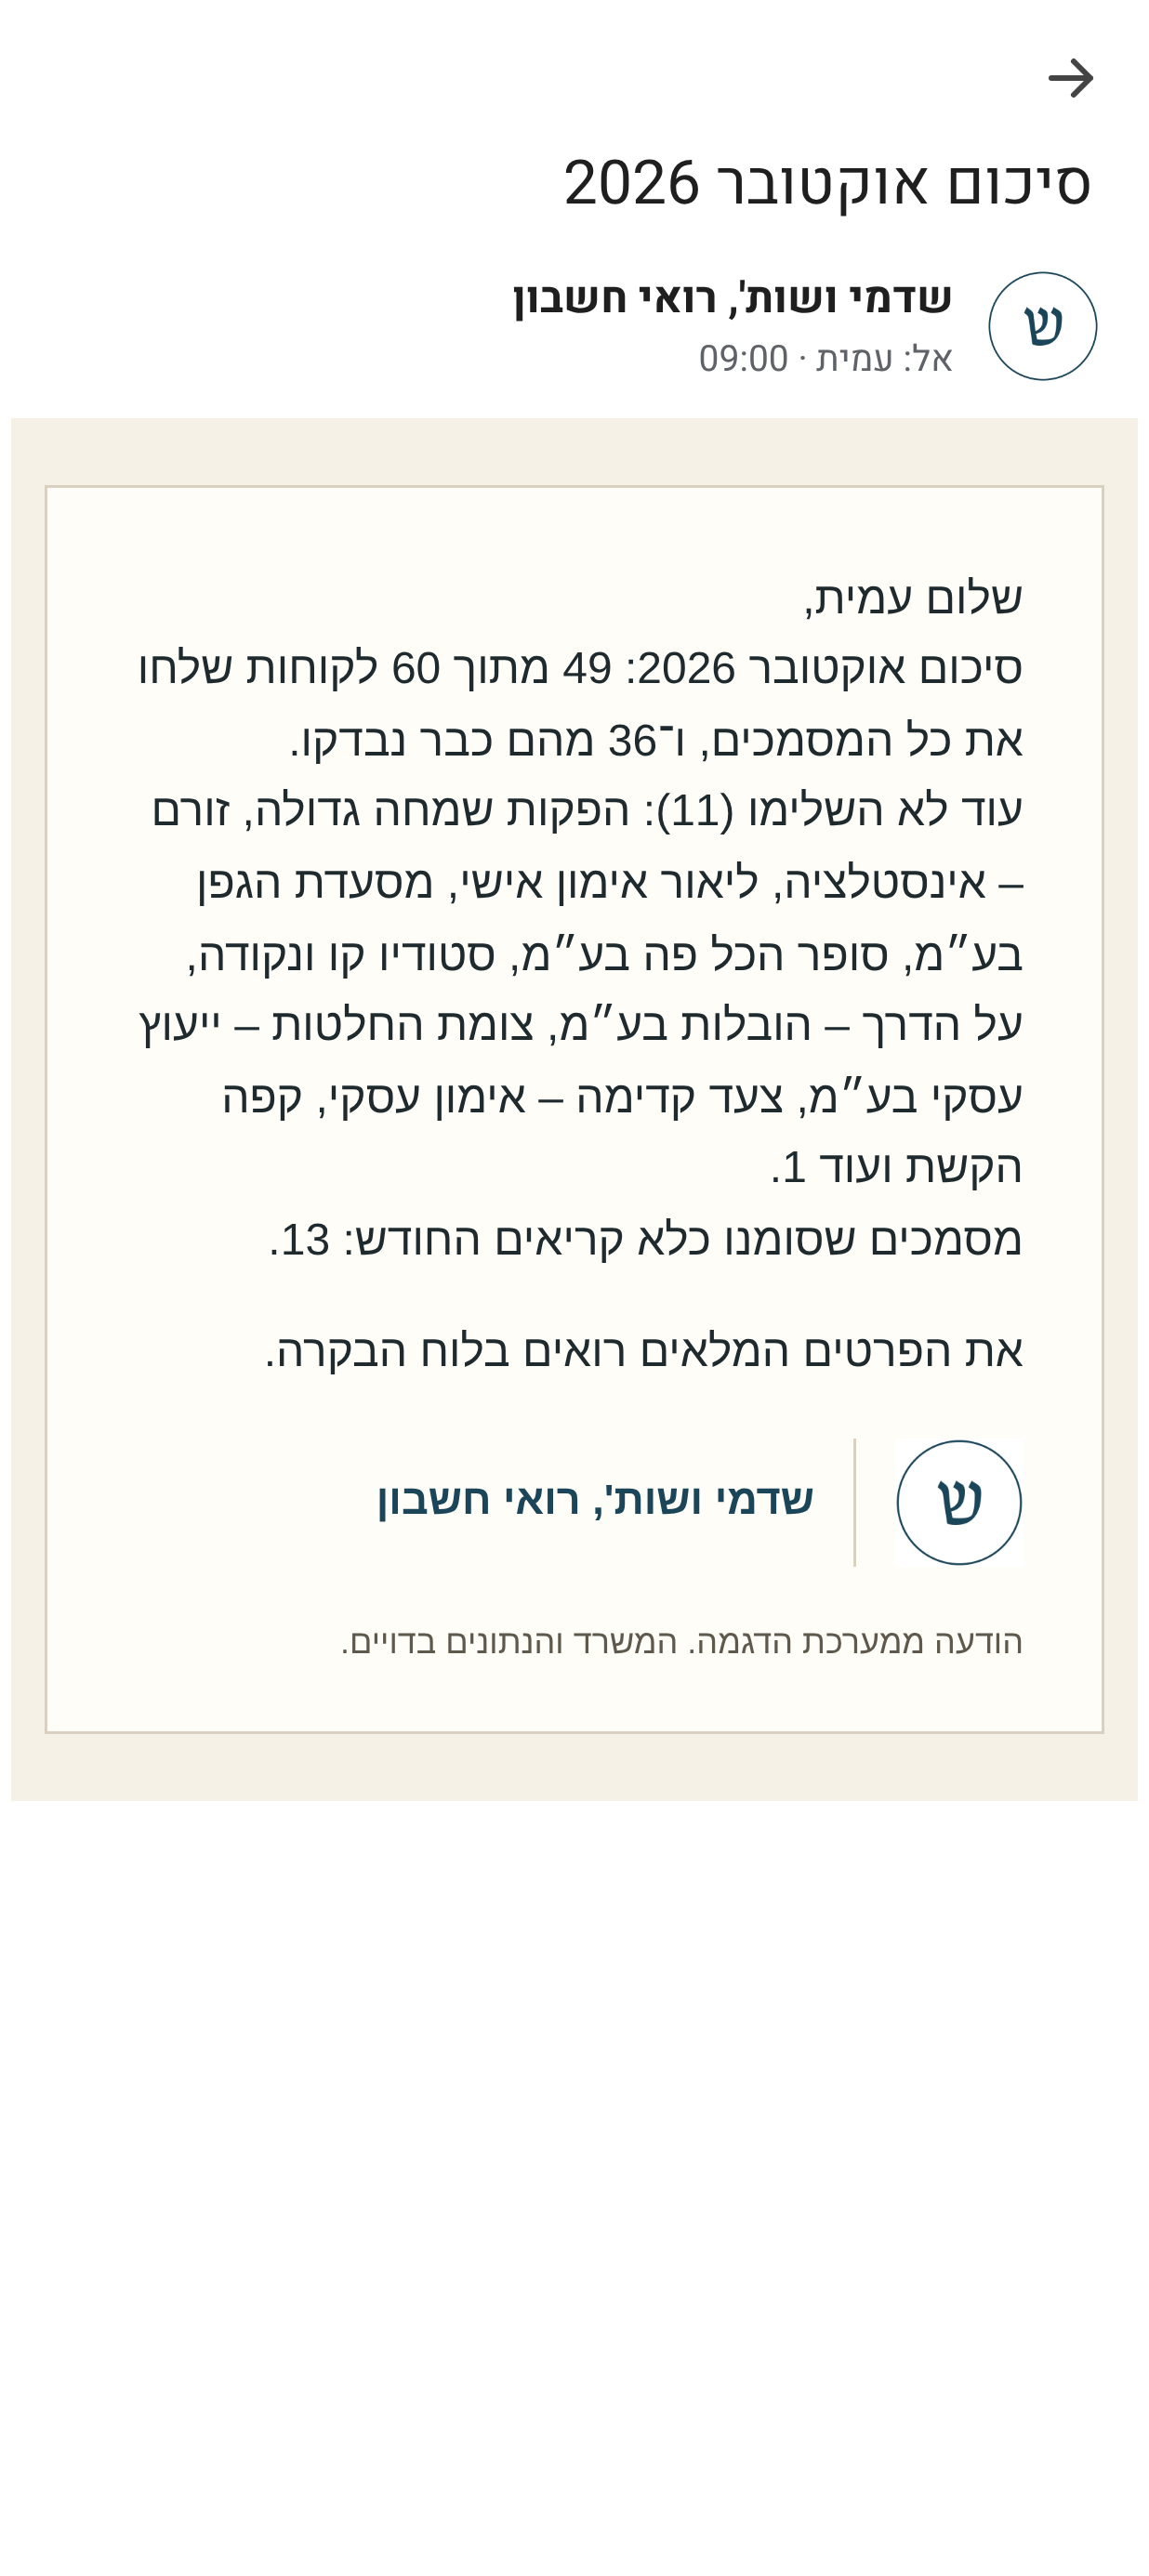 סיכום אוקטובר 2026
ש
שדמי ושות', רואי חשבון
אל: עמית · 09:00
שלום עמית,
סיכום אוקטובר 2026: 49 מתוך 60 לקוחות שלחו
את כל המסמכים, ו־36 מהם כבר נבדקו.
עוד לא השלימו (11): הפקות שמחה גדולה, זורם
– אינסטלציה, ליאור אימון אישי, מסעדת הגפן
בע״מ, סופר הכל פה בע״מ, סטודיו קו ונקודה,
על הדרך – הובלות בע״מ, צומת החלטות – ייעוץ
עסקי בע״מ, צעד קדימה – אימון עסקי, קפה
הקשת ועוד 1.
מסמכים שסומנו כלא קריאים החודש: 13.
את הפרטים המלאים רואים בלוח הבקרה.
ש
שדמי ושות', רואי חשבון
הודעה ממערכת הדגמה. המשרד והנתונים בדויים.